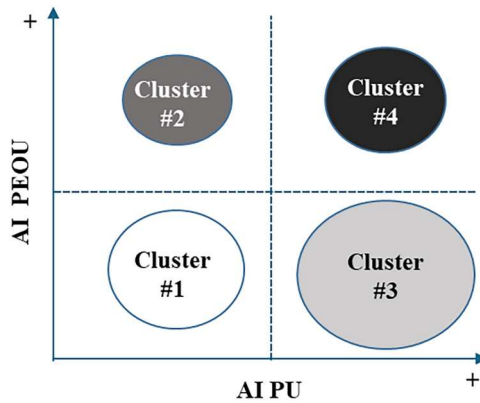 +
Cluster
#2
Cluster
#4
AI PEOU
Cluster
#1
Cluster
#3
+
AI PU